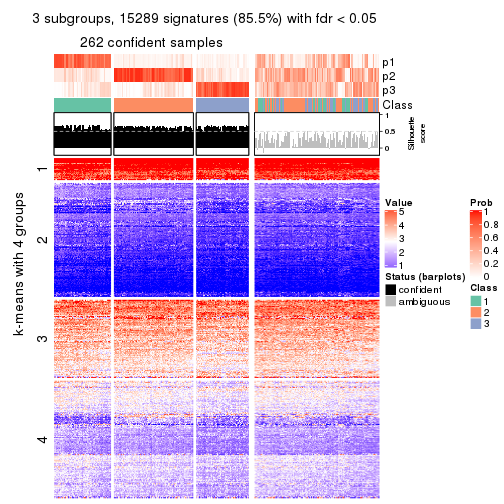 3 subgroups, 15289 signatures (85.5%) with fdr < 0.05
262 confident samples
p1
p2
p3
Class
1
0.5
0
Silhouette
score
k-means with 4 groups
1
2
3
4
Value
5
4
3
2
1
Status (barplots)
confident
ambiguous
Prob
1
0.8
0.6
0.4
0.2
0
Class
1
2
3